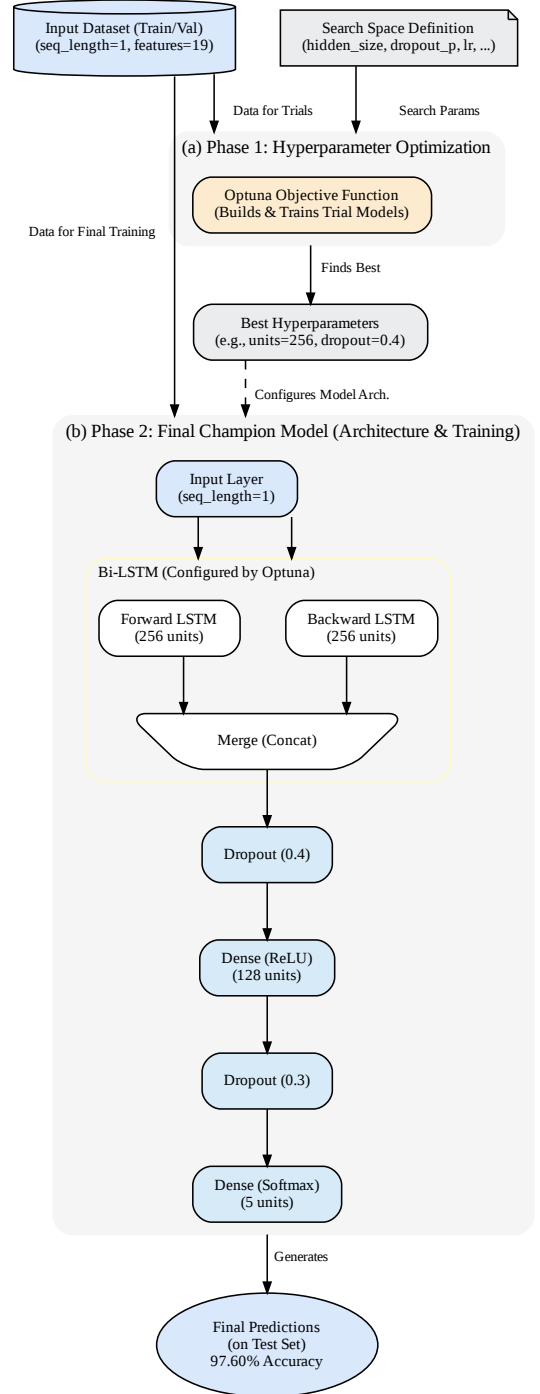 Input Dataset (Train/Val)
(seq_length=1, features=19)
Search Space Definition
(hidden_size, dropout_p, lr, ...)
Data for Trials
Search Params
(a) Phase 1: Hyperparameter Optimization
Optuna Objective Function
(Builds & Trains Trial Models)
Data for Final Training
Finds Best
Best Hyperparameters
(e.g., units=256, dropout=0.4)
Configures Model Arch.
(b) Phase 2: Final Champion Model (Architecture & Training)
Input Layer
(seq_length=1)
Bi-LSTM (Configured by Optuna)
Forward LSTM
(256 units)
Backward LSTM
(256 units)
Merge (Concat)
Dropout (0.4)
Dense (ReLU)
(128 units)
Dropout (0.3)
Dense (Softmax)
(5 units)
Generates
Final Predictions
(on Test Set)
97.60% Accuracy